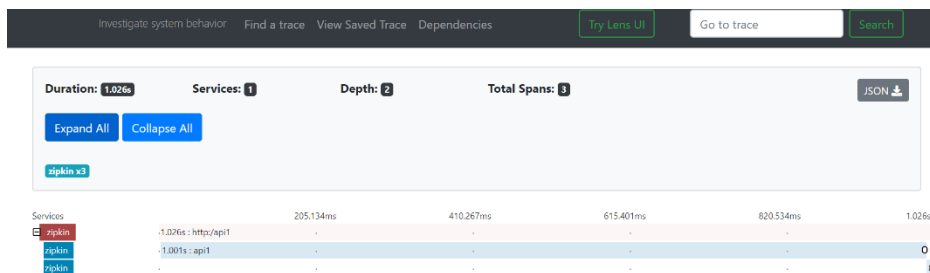 Investigate system behavior Find a trace View Saved Trace Dependencies Try Lens UI Go to trace Search
Duration: 1.026s Services: 1 Depth: 2 Total Spans: 3 JSON
Expand All Collapse All
zipkin x3
Services 205.134ms 410.267ms 615.401ms 820.534ms 1.026s
zipkin -1.026s : http:/api1
zipkin -1.001s : api1
zipkin